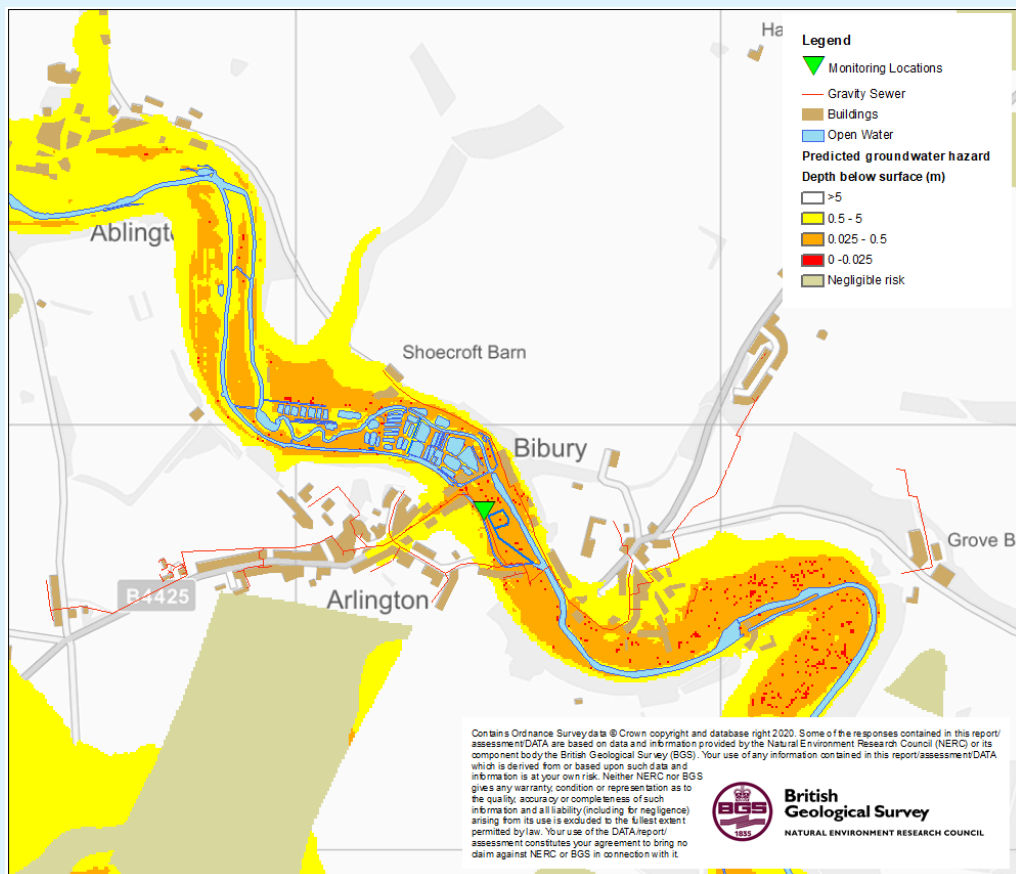 Ha
Legend
Monitoring Locations
Gravity Sewer
Buildings
Open Water
Predicted groundwater hazard
Depth below surface (m)
>5
0.5 - 5
0.025 - 0.5
0 -0.025
Negligible risk
Ablingt
Shoecroft Barn
Bibury
Grove B
B4425
Arlington
Contains Ordnance Survey data © Crown copyright and database right 2020. Some of the responses contained in this report/
assessment/DATA are based on data and information provided by the Natural Environment Research Council (NERC) or its
component body the British Geological Survey (BGS). Your use of any information contained in this report/assessment/DATA
which is derived from or based upon such data and
information is at your own risk. Neither NERC nor BGS
gives any warranty, condition or representation as to
the quality, accuracy or completeness of such
information and all liability (including for negligence)
arising from its use is excluded to the fullest extent
permitted by law. Your use of the DATA/report/
assessment constitutes your agreement to bring no
claim against NERC or BGS in connection with it.
BGS
1835
British
Geological Survey
NATURAL ENVIRONMENT RESEARCH COUNCIL